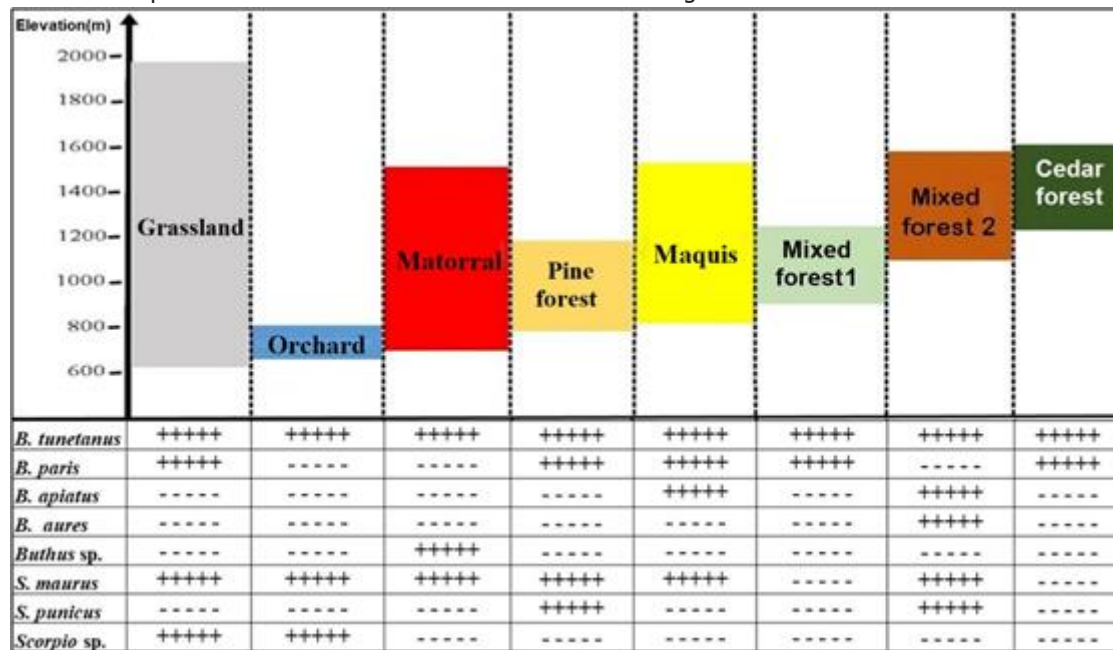 Elevation(m)
2000
1800
1600
1400
1200
1000
800
600
Grassland
Orchard
Matorral
Pine
forest
Maquis
Mixed
forest1
Mixed
forest 2
Cedar
forest
B. tunetanus +++++ +++++ +++++ +++++ +++++ +++++ +++++ +++++
B. paris +++++ ----- ----- +++++ +++++ +++++ ----- +++++
B. apiatus ----- ----- ----- ----- +++++ ----- +++++ -----
B. aures ----- ----- ----- ----- ----- ----- +++++ -----
Buthus sp. ----- ----- +++++ ----- ----- ----- ----- -----
S. maurus +++++ +++++ +++++ +++++ +++++ ----- +++++ -----
S. punicus ----- ----- ----- +++++ ----- ----- +++++ -----
Scorpio sp. +++++ +++++ ----- ----- ----- ----- ----- -----